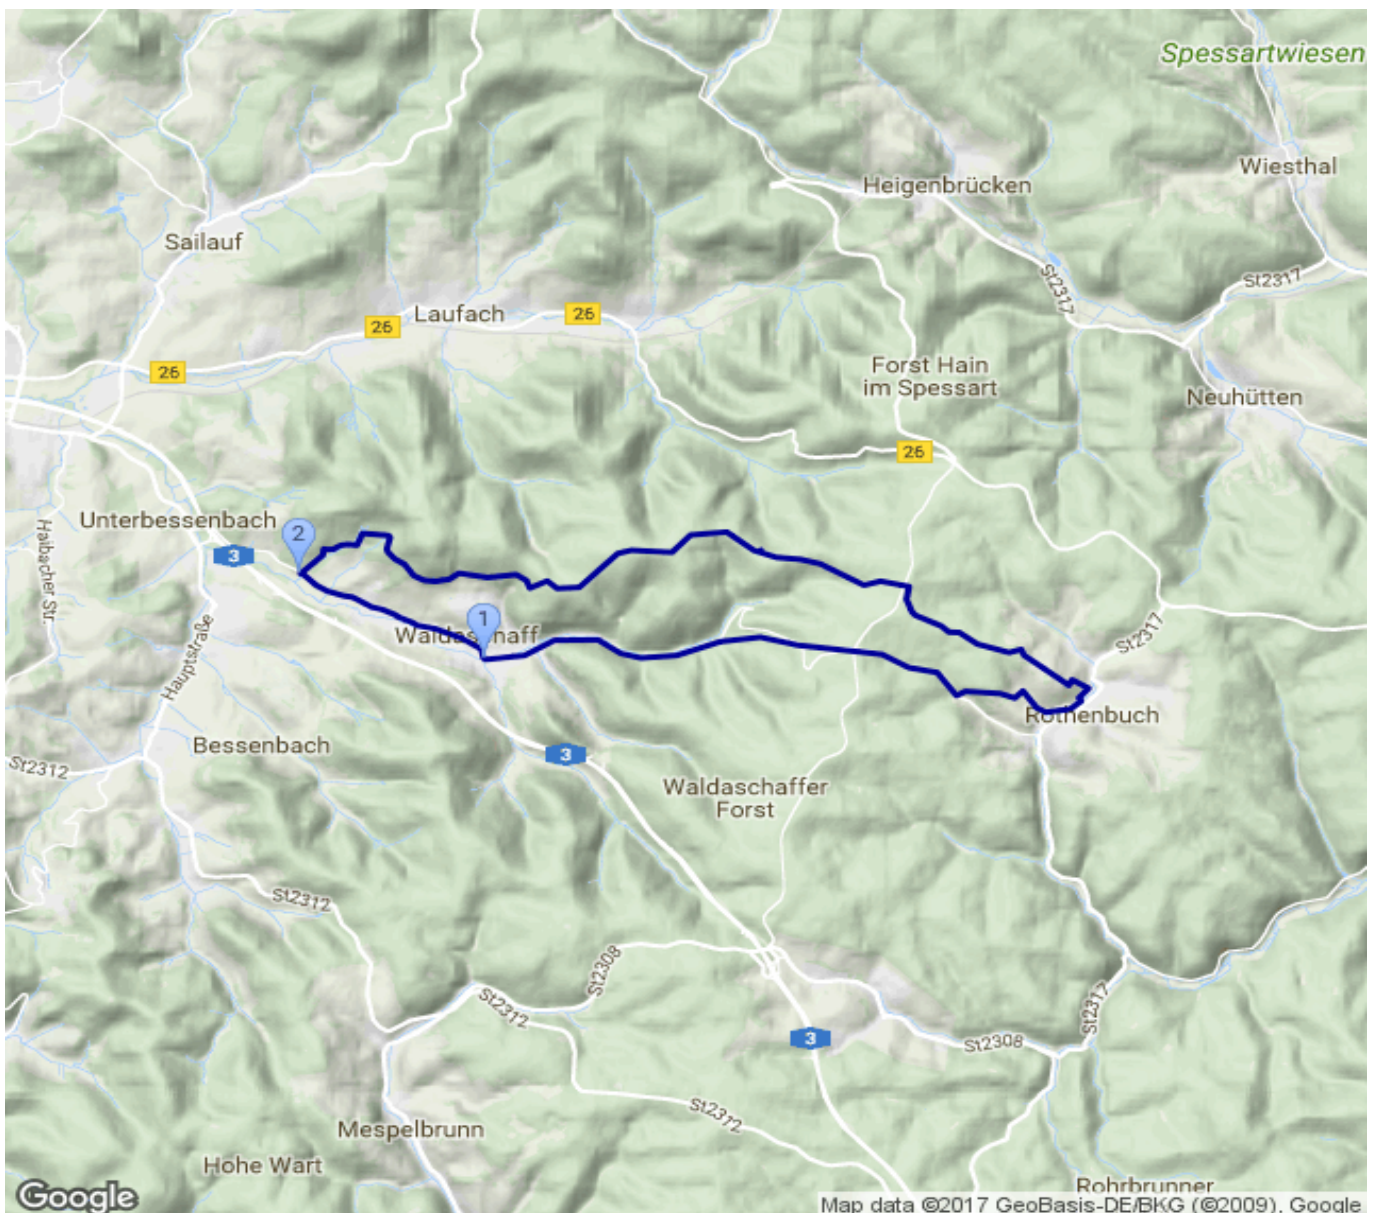 Spessartwiesen
Wiesthal
Heigenbrücken
Sailauf
St2317
St2317
Laufach
26
26
26
Forst Hain
im Spessart
Neuhütten
26
Unterbessenbach
2
3
Haibacher Str.
1
Waldaschaff
St2317
Hauptstraße
Rothenbuch
Bessenbach
3
St2312
Waldaschaffer
Forst
St2312
St2308
St2312
St2317
3
St2308
St2312
Mespelbrunn
Hohe Wart
Rohrbrunner
Google
Map data ©2017 GeoBasis-DE/BKG (©2009), Google